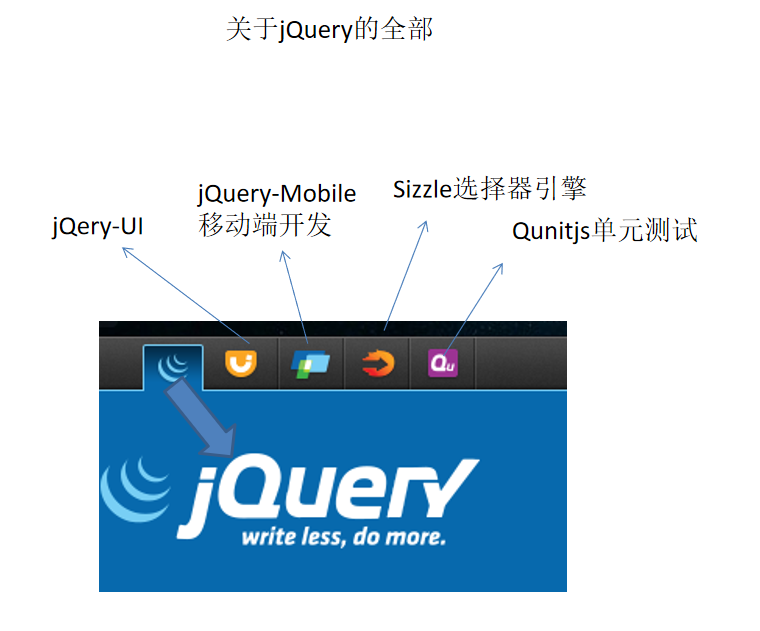 关于jQuery的全部
jQuery-Mobile
移动端开发
Sizzle选择器引擎
jQery-UI
Qunitjs单元测试
Qu
jQuery
write less, do more.